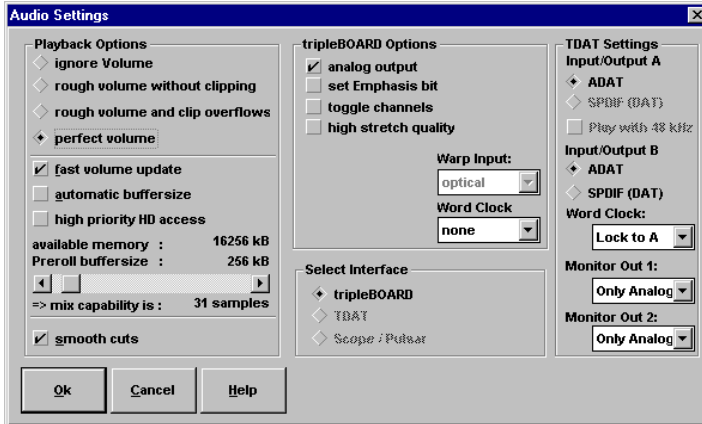 Audio Settings
Playback Options
ignore Volume
rough volume without clipping
rough volume and clip overflows
perfect volume
fast volume update
automatic buffersize
high priority HD access
available memory : 16256 kB
Preroll buffersize : 256 kB
=> mix capability is : 31 samples
smooth cuts
tripleBOARD Options
analog output
set Emphasis bit
toggle channels
high stretch quality
Warp Input:
optical
Word Clock
none
Select Interface
tripleBOARD
TDAT
Scope / Pulsar
TDAT Settings
Input/Output A
ADAT
SPDIF (DAT)
Play with 48 kHz
Input/Output B
ADAT
SPDIF (DAT)
Word Clock:
Lock to A
Monitor Out 1:
Only Analog
Monitor Out 2:
Only Analog
Ok
Cancel
Help